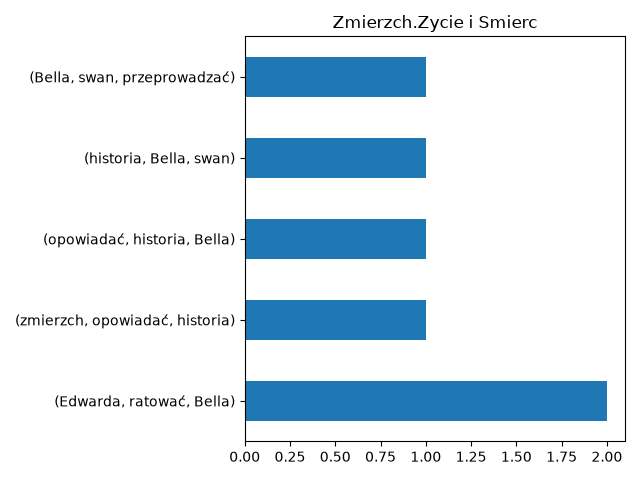 Zmierzch.Zycie i Smierc
(Bella, swan, przeprowadzać)
(historia, Bella, swan)
(opowiadać, historia, Bella)
(zmierzch, opowiadać, historia)
(Edwarda, ratować, Bella)
0.00 0.25 0.50 0.75 1.00 1.25 1.50 1.75 2.00